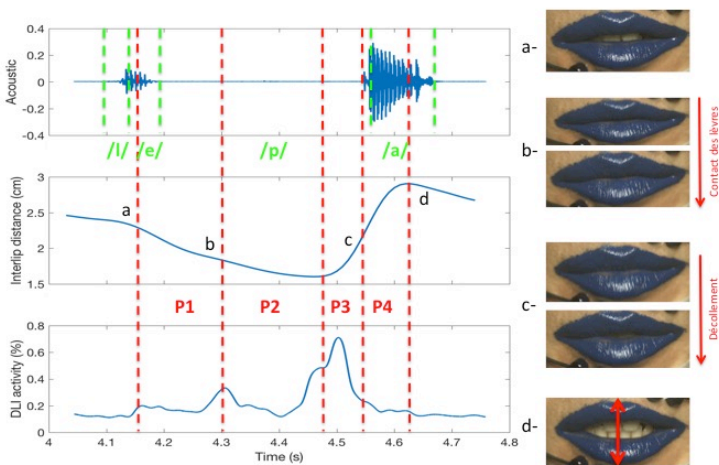 0.4
0.2
0
-0.2
-0.4
Acoustic
/l/ /e/ /p/ /a/
3
2.5
2
1.5
Interlip distance (cm)
a b c d
P1 P2 P3 P4
0.8
0.6
0.4
0.2
0
DLI activity (%)
4 4.1 4.2 4.3 4.4 4.5 4.6 4.7 4.8
Time (s)
a-
b-
Contact des lèvres
c-
Décollement
d-